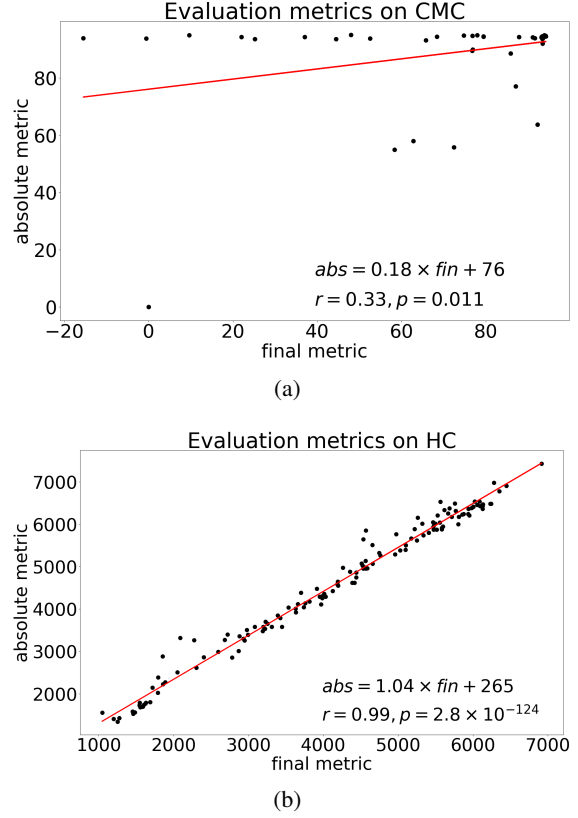 Evaluation metrics on CMC
absolute metric
80
60
40
20
0
abs = 0.18 × fin + 76
r = 0.33, p = 0.011
−20 0 20 40 60 80
final metric
(a)
Evaluation metrics on HC
absolute metric
7000
6000
5000
4000
3000
2000
abs = 1.04 × fin + 265
r = 0.99, p = 2.8 × 10⁻¹²⁴
1000 2000 3000 4000 5000 6000 7000
final metric
(b)